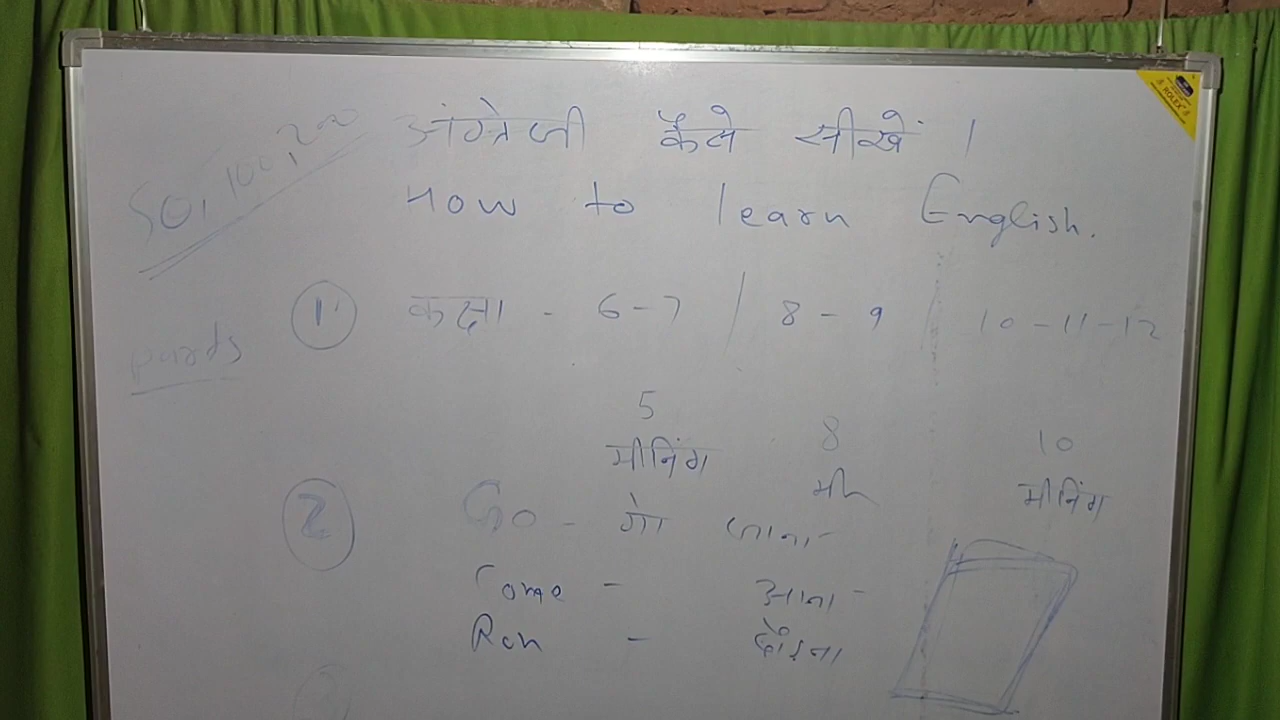 अंग्रेजी कैसे सीखें ।
50, 100, 200
How to learn English.
1 कक्षा - 6-7 / 8 - 9 / 10-11-12
5 8 10
मीनिंग मी मीनिंग
2 Go - गो जाना -
Come - आना -
Run - दौड़ना
ROLEX